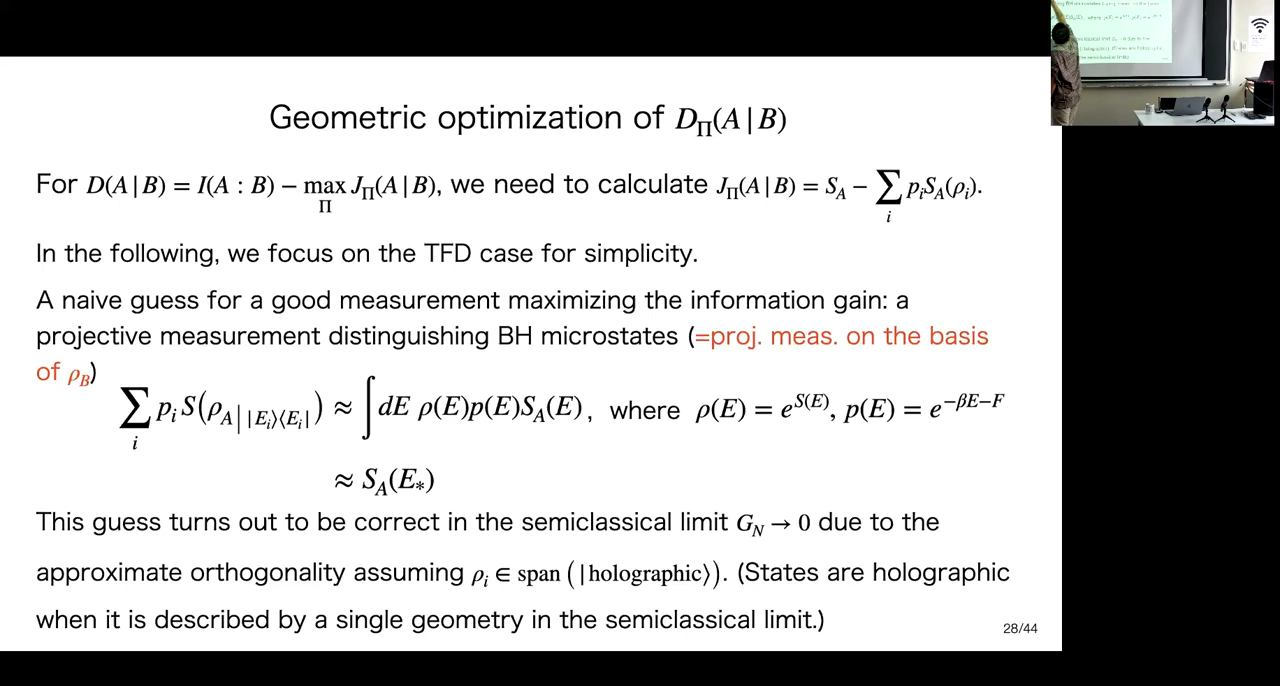 Geometric optimization of D_Π(A|B)
For D(A|B) = I(A : B) − max_Π J_Π(A|B), we need to calculate J_Π(A|B) = S_A − ∑_i p_i S_A(ρ_i).
In the following, we focus on the TFD case for simplicity.
A naive guess for a good measurement maximizing the information gain: a
projective measurement distinguishing BH microstates (=proj. meas. on the basis
of ρ_B)
∑_i p_i S(ρ_{A||E_i⟩⟨E_i|}) ≈ ∫ dE ρ(E)p(E)S_A(E), where ρ(E) = e^{S(E)}, p(E) = e^{−βE−F}
≈ S_A(E_*)
This guess turns out to be correct in the semiclassical limit G_N → 0 due to the
approximate orthogonality assuming ρ_i ∈ span (|holographic⟩). (States are holographic
when it is described by a single geometry in the semiclassical limit.)
28/44